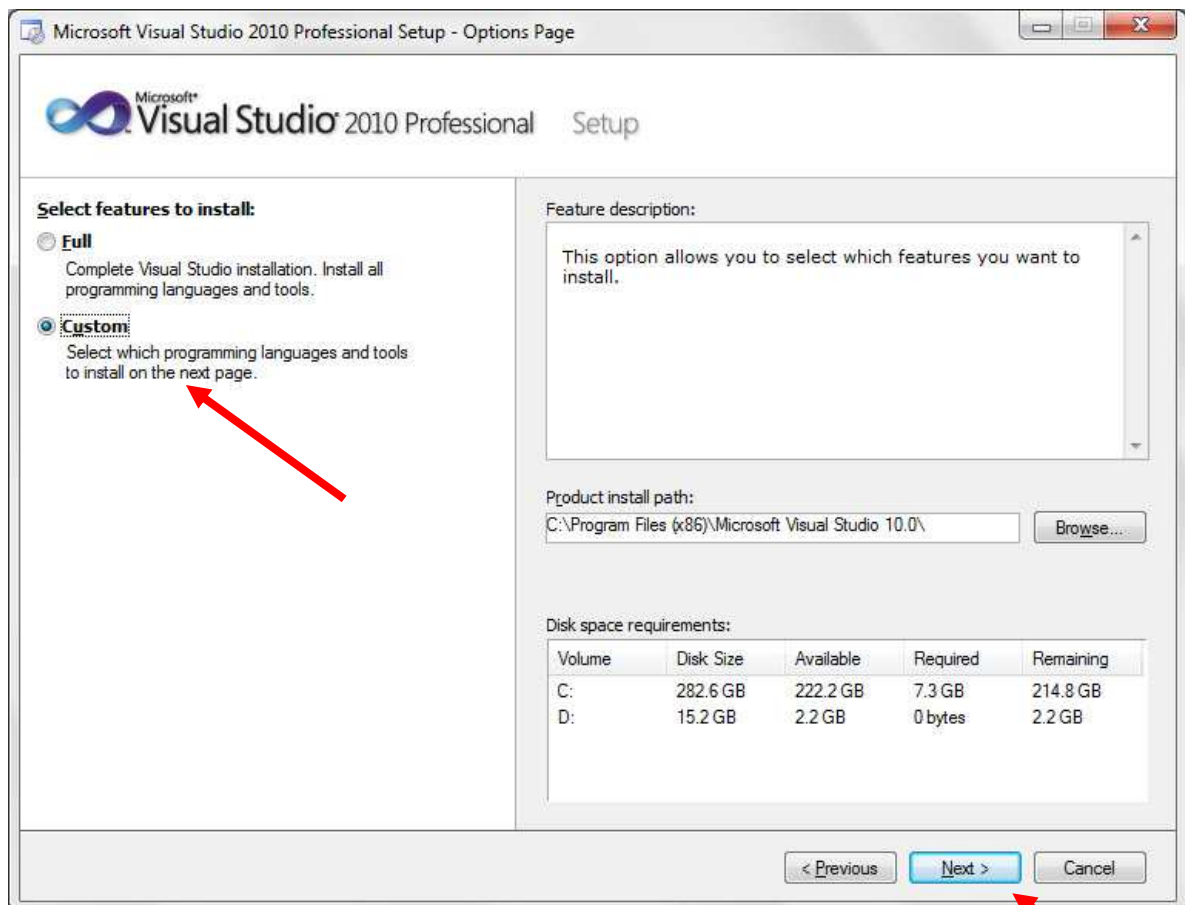 Microsoft Visual Studio 2010 Professional Setup - Options Page
Microsoft®
Visual Studio® 2010 Professional Setup
Select features to install:
Full
Complete Visual Studio installation. Install all
programming languages and tools.
Custom
Select which programming languages and tools
to install on the next page.
Feature description:
This option allows you to select which features you want to
install.
Product install path:
C:\Program Files (x86)\Microsoft Visual Studio 10.0\
Browse...
Disk space requirements:
Volume Disk Size Available Required Remaining
C: 282.6 GB 222.2 GB 7.3 GB 214.8 GB
D: 15.2 GB 2.2 GB 0 bytes 2.2 GB
< Previous Next > Cancel